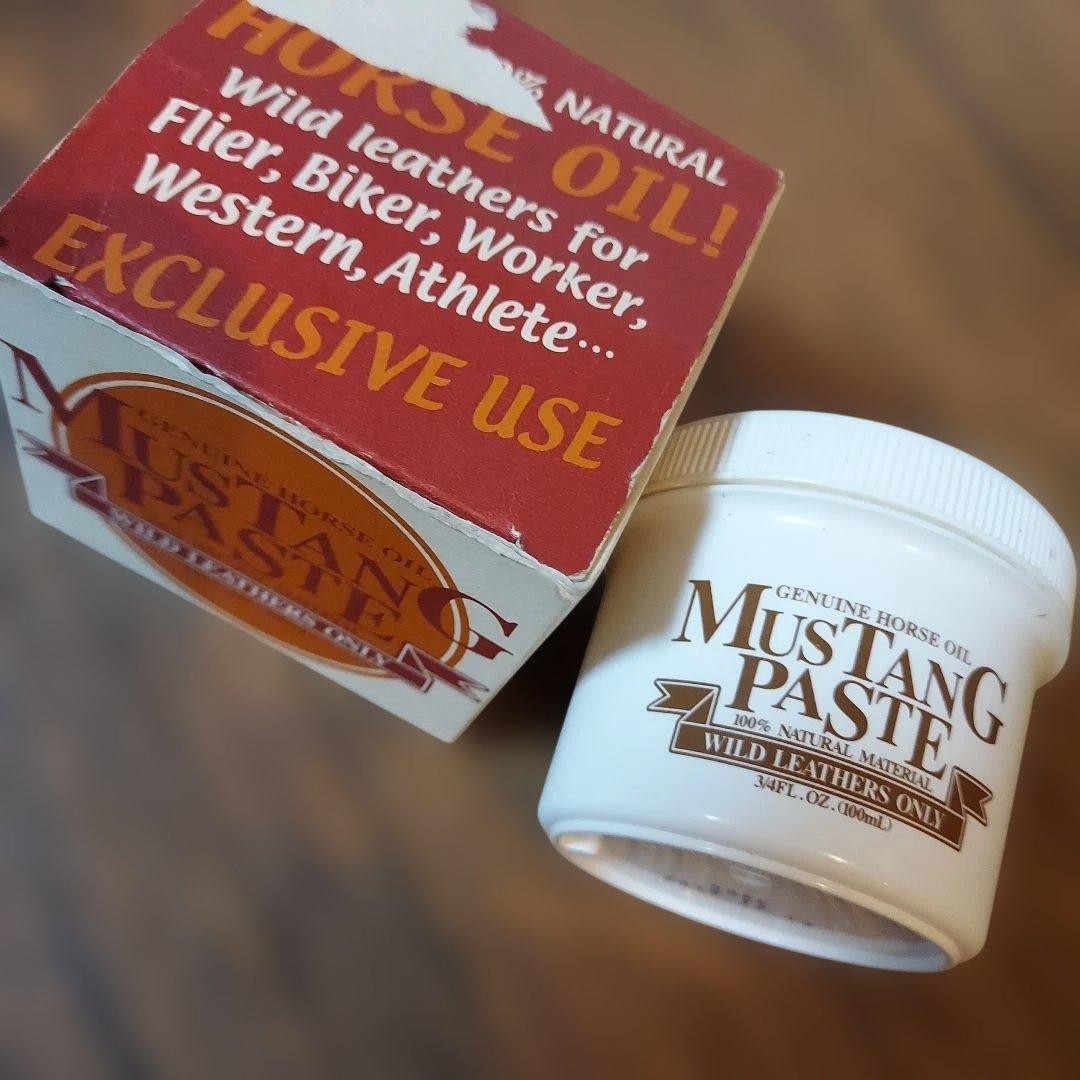 % NATURAL
HORSE OIL!
Wild leathers for
Flier, Biker, Worker,
Western, Athlete...
EXCLUSIVE USE
GENUINE HORSE OIL
MUSTANG
PASTE
WILD LEATHERS ONLY
GENUINE HORSE OIL
MUSTANG
PASTE
100% NATURAL MATERIAL
WILD LEATHERS ONLY
3/4FL.OZ.(100mL)